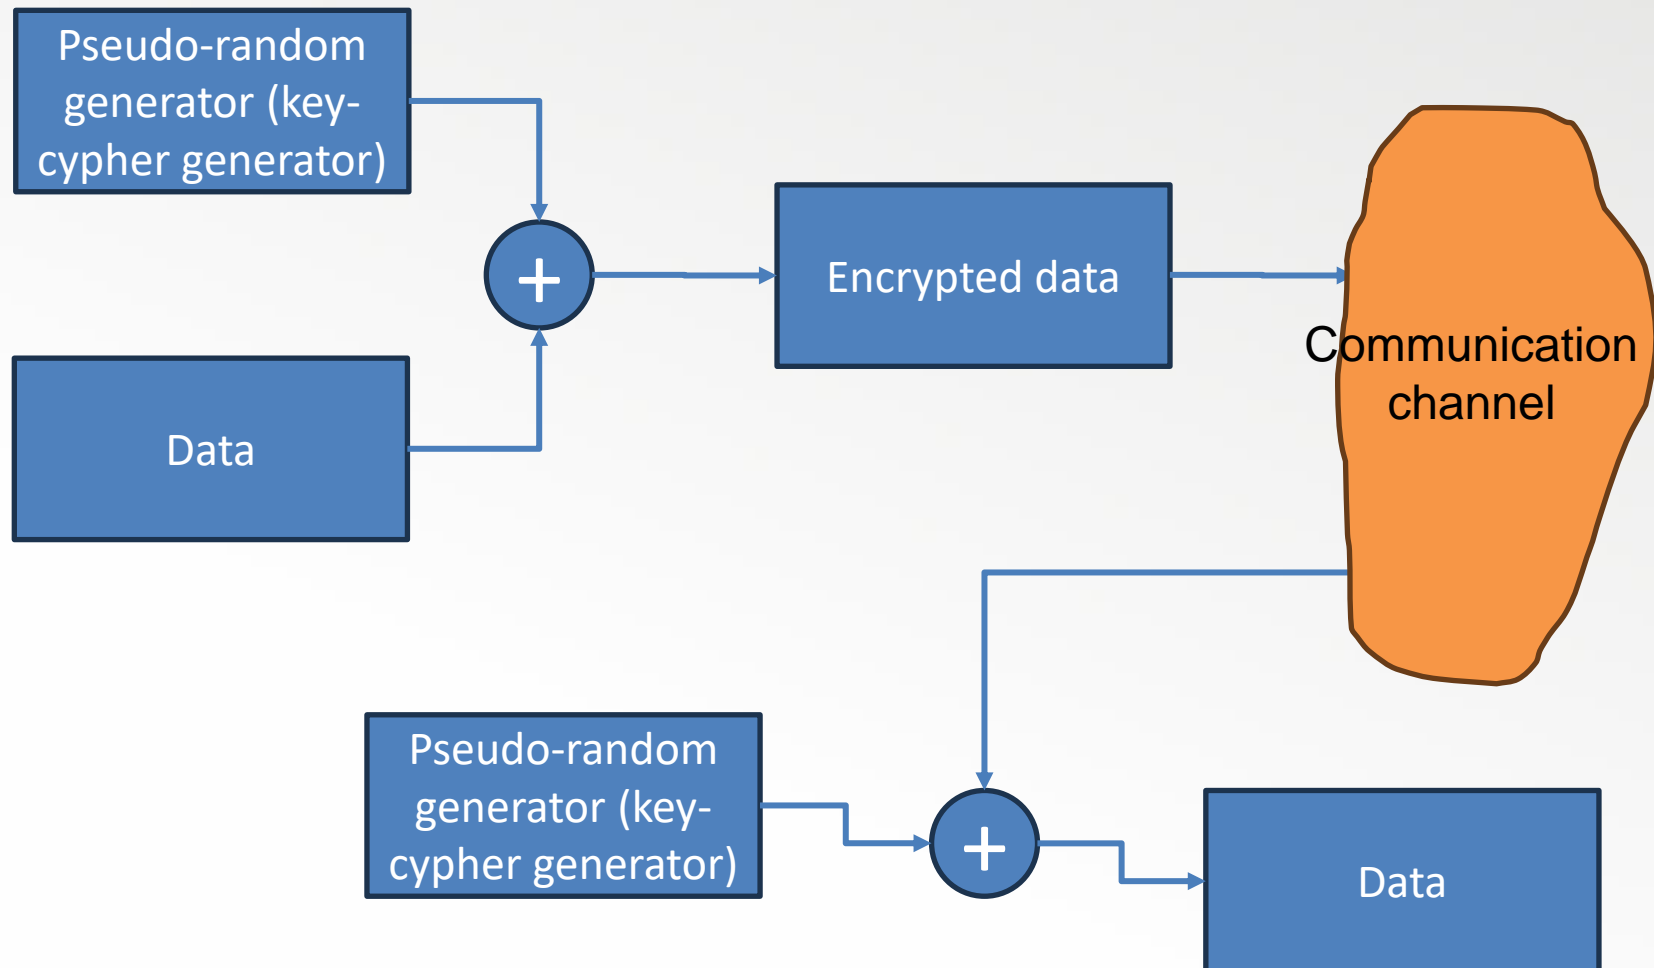 Pseudo-random
generator (key-
cypher generator)
+
Encrypted data
Communication
channel
Data
Pseudo-random
generator (key-
cypher generator)
+
Data